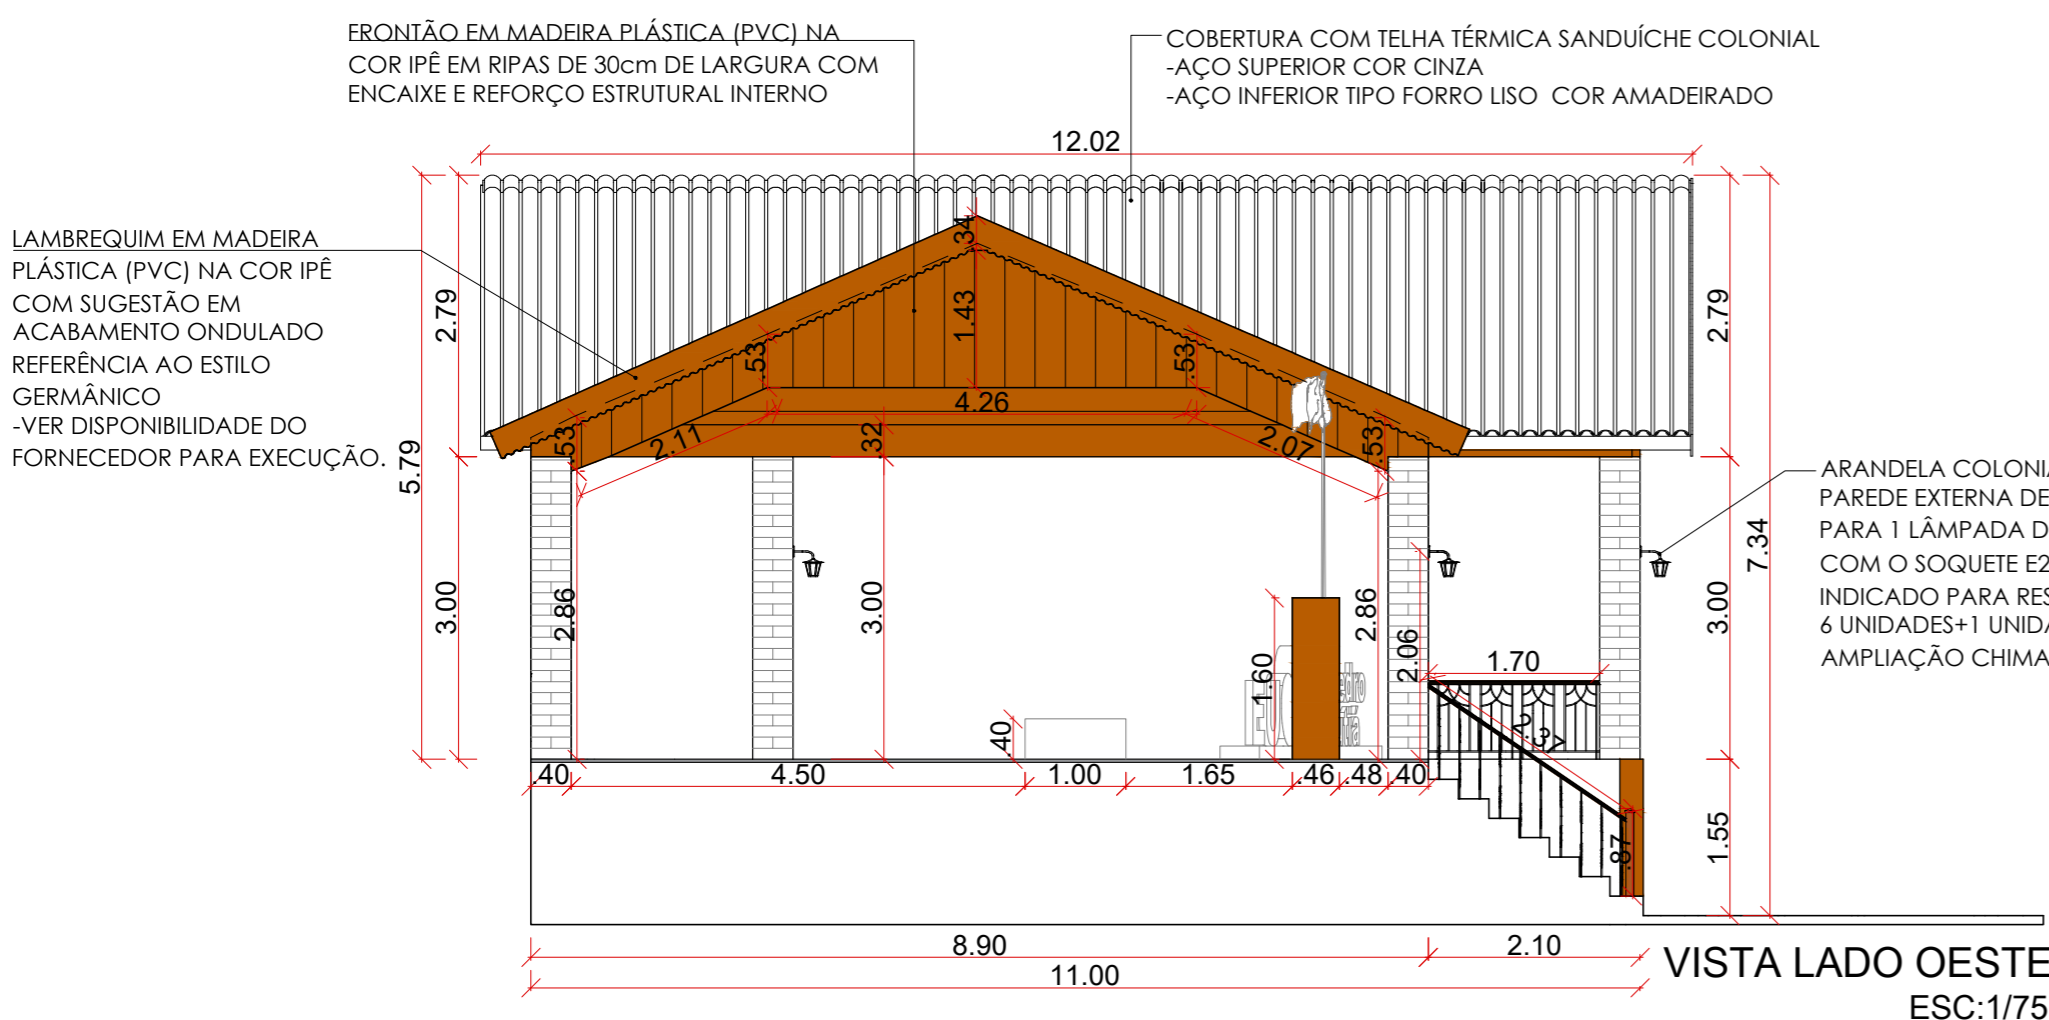 FRONTÃO EM MADEIRA PLÁSTICA (PVC) NA
COR IPÊ EM RIPAS DE 30cm DE LARGURA COM
ENCAIXE E REFORÇO ESTRUTURAL INTERNO
COBERTURA COM TELHA TÉRMICA SANDUÍCHE COLONIAL
-AÇO SUPERIOR COR CINZA
-AÇO INFERIOR TIPO FORRO LISO COR AMADEIRADO
12.02
LAMBREQUIM EM MADEIRA
PLÁSTICA (PVC) NA COR IPÊ
COM SUGESTÃO EM
ACABAMENTO ONDULADO
REFERÊNCIA AO ESTILO
GERMÂNICO
-VER DISPONIBILIDADE DO
FORNECEDOR PARA EXECUÇÃO.
5.79
2.79
3.00
.34
1.43
.53
.53
4.26
2.11
2.07
.53
.53
.32
2.86
3.00
2.86
2.06
1.60
.40
1.70
2.37
.87
2.79
3.00
1.55
7.34
ARANDELA COLONIA
PAREDE EXTERNA DE
PARA 1 LÂMPADA D
COM O SOQUETE E2
INDICADO PARA RES
6 UNIDADES+1 UNIDA
AMPLIAÇÃO CHIMA
.40 4.50 1.00 1.65 .46 .48 .40
8.90 2.10
11.00
VISTA LADO OESTE
ESC:1/75